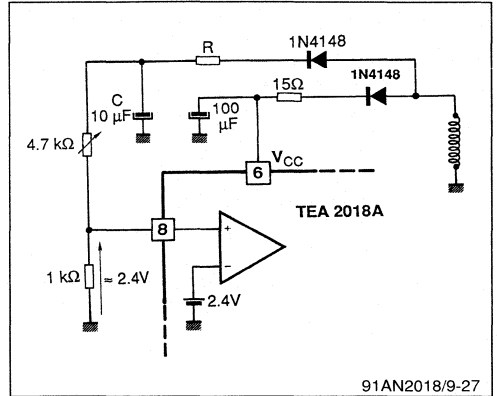 1N4148
R
1N4148
15Ω
C
10 µF
100
µF
4.7 kΩ
VCC
6
TEA 2018A
8
+
−
1 kΩ
≈ 2.4V
2.4V
91AN2018/9-27